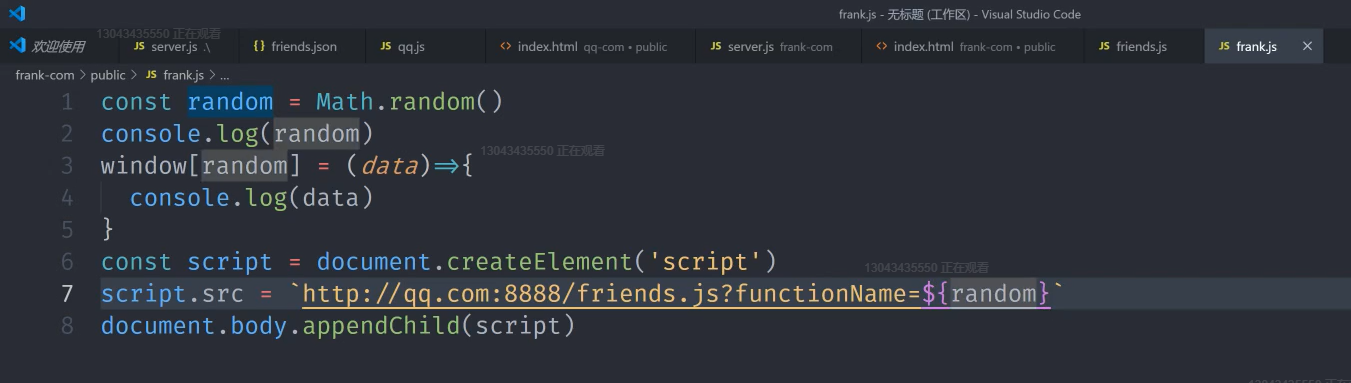 frank.js - 无标题 (工作区) - Visual Studio Code
13043435550 正在观看
欢迎使用 JS server.js .\ {} friends.json JS qq.js <> index.html qq-com • public JS server.js frank-com <> index.html frank-com • public JS friends.js JS frank.js ×
frank-com > public > JS frank.js > ...
1 const random = Math.random()
2 console.log(random)
13043435550 正在观看
3 window[random] = (data)=>{
4 console.log(data)
5 }
6 const script = document.createElement('script')
13043435550 正在观看
7 script.src = `http://qq.com:8888/friends.js?functionName=${random}`
8 document.body.appendChild(script)